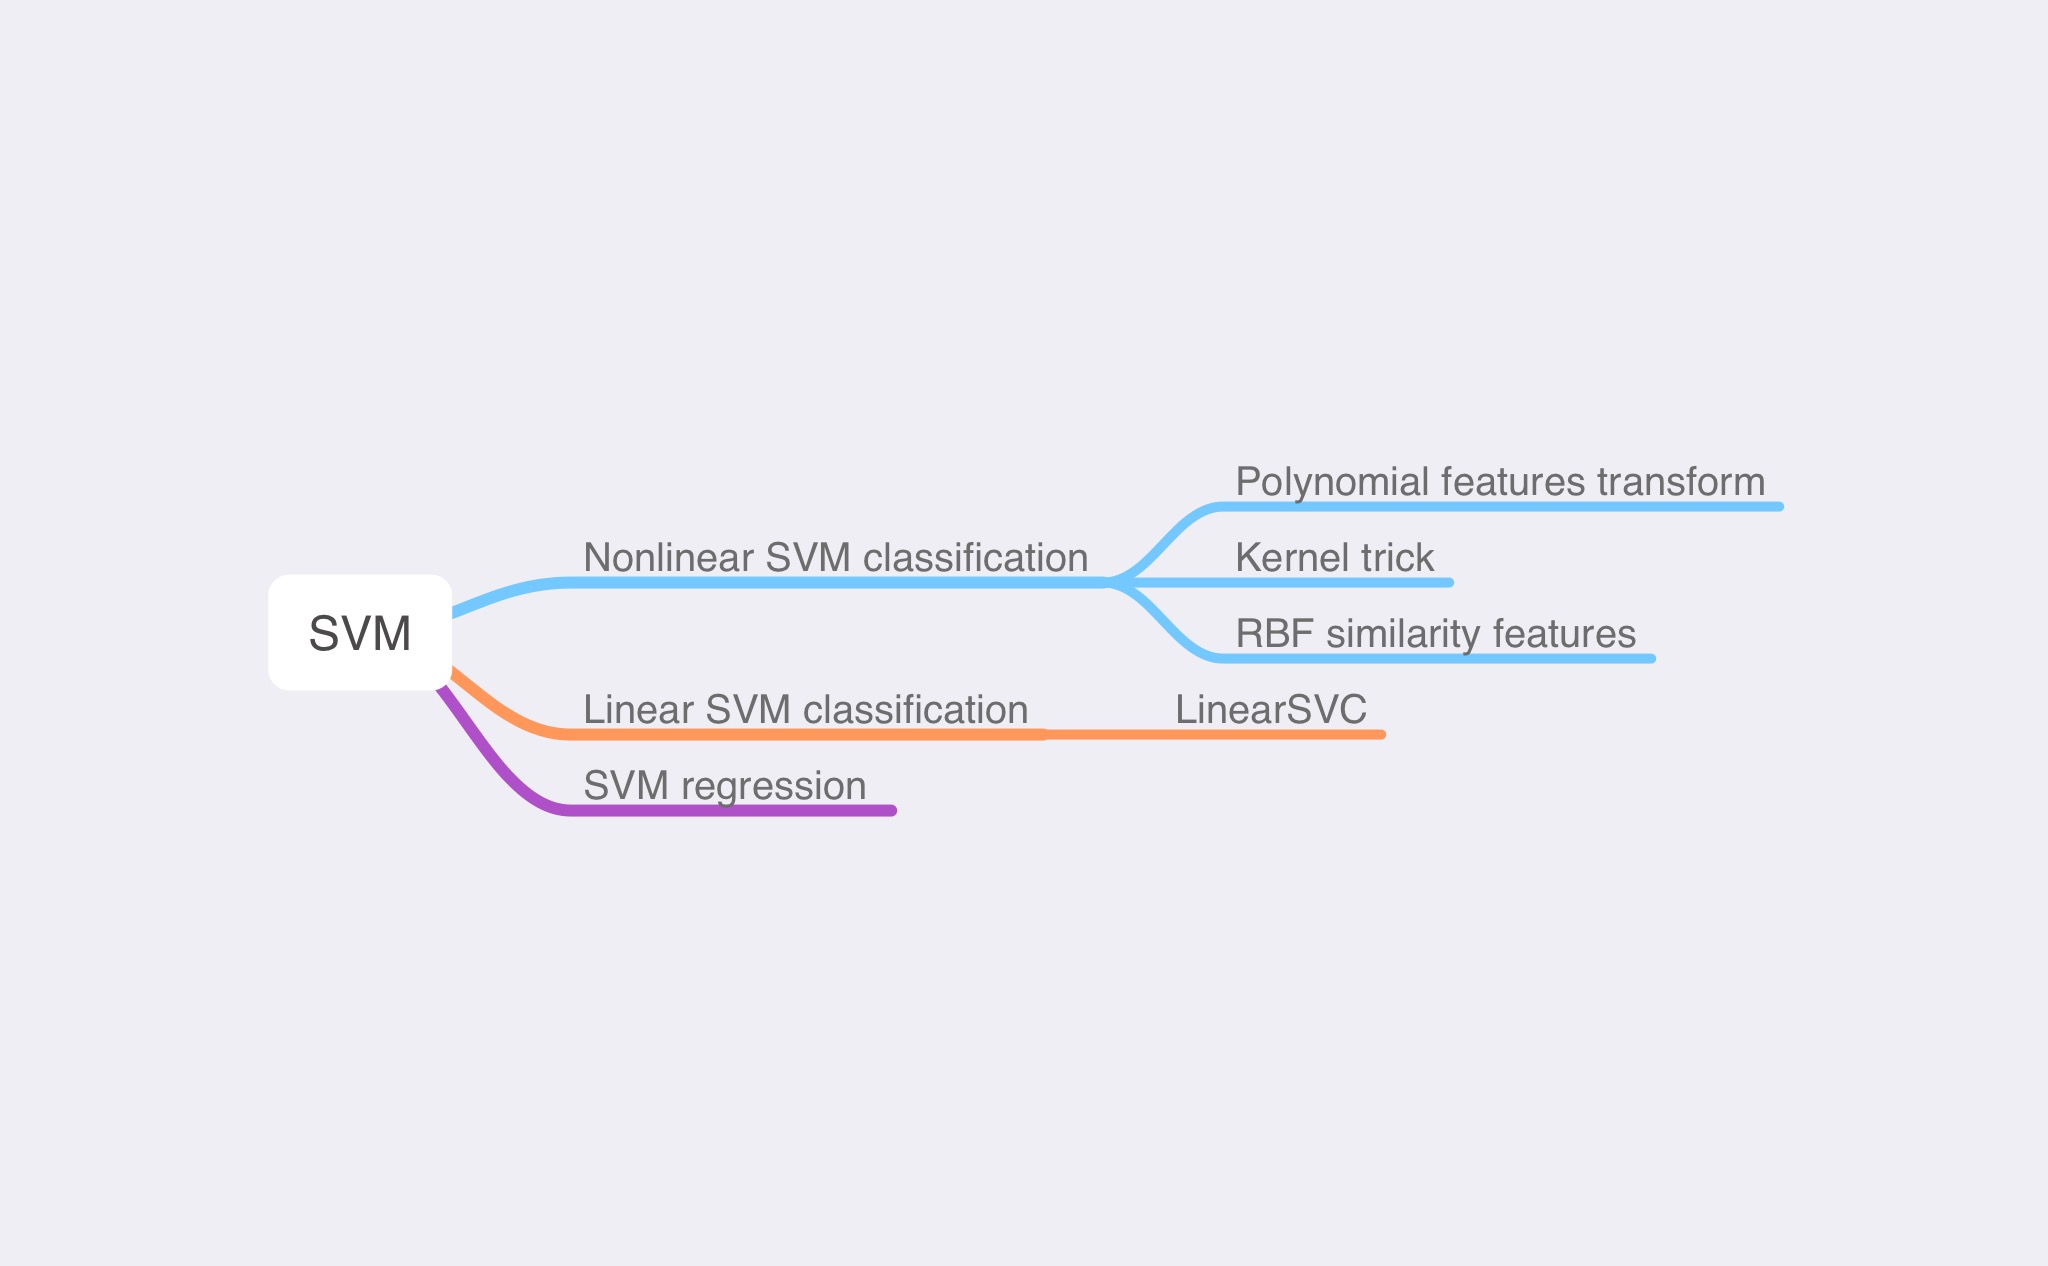 SVM
Nonlinear SVM classification
Polynomial features transform
Kernel trick
RBF similarity features
Linear SVM classification
LinearSVC
SVM regression